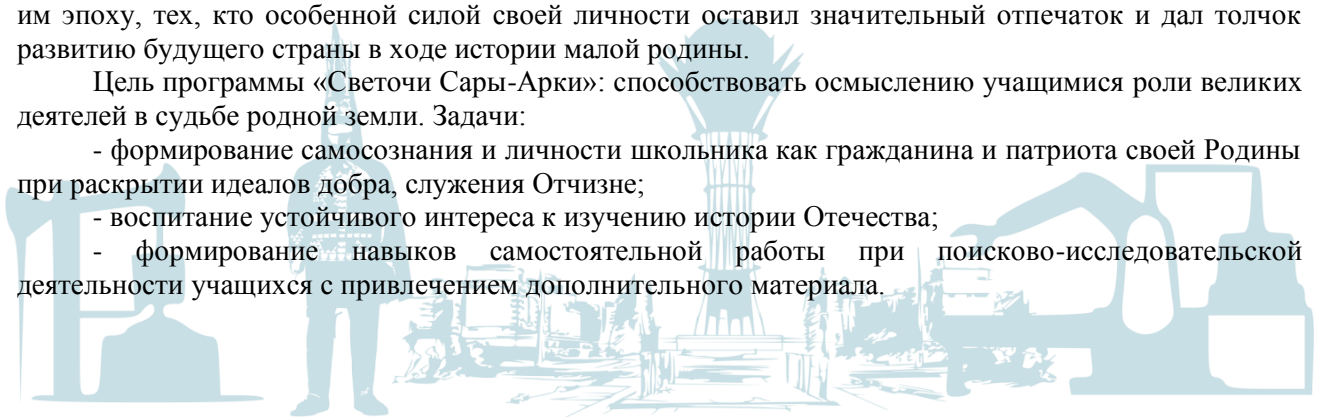 им эпоху, тех, кто особенной силой своей личности оставил значительный отпечаток и дал толчок
развитию будущего страны в ходе истории малой родины.
Цель программы «Светочи Сары-Арки»: способствовать осмыслению учащимися роли великих
деятелей в судьбе родной земли. Задачи:
- формирование самосознания и личности школьника как гражданина и патриота своей Родины
при раскрытии идеалов добра, служения Отчизне;
- воспитание устойчивого интереса к изучению истории Отечества;
- формирование навыков самостоятельной работы при поисково-исследовательской
деятельности учащихся с привлечением дополнительного материала.